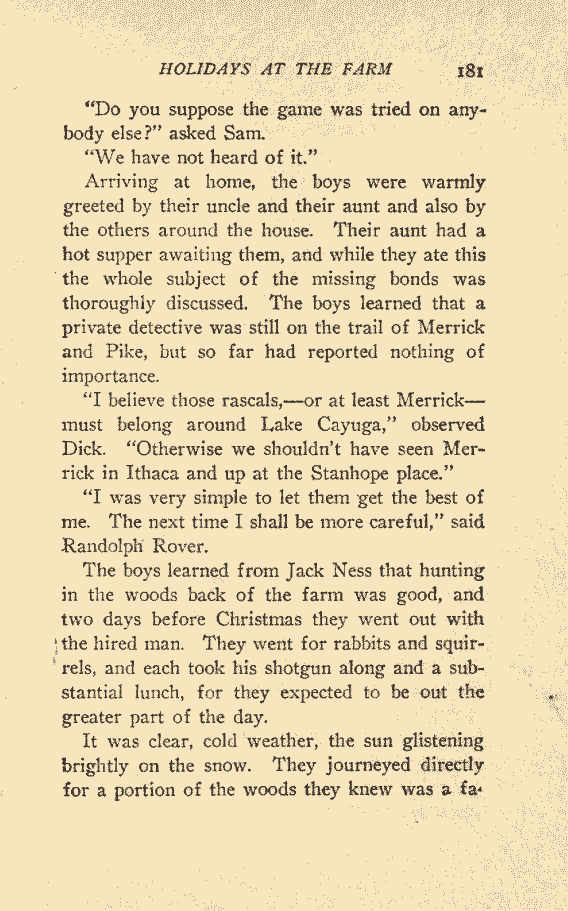 HOLIDAYS AT THE FARM 181
"Do you suppose the game was tried on any-
body else?" asked Sam.
"We have not heard of it."
Arriving at home, the boys were warmly
greeted by their uncle and their aunt and also by
the others around the house. Their aunt had a
hot supper awaiting them, and while they ate this
the whole subject of the missing bonds was
thoroughly discussed. The boys learned that a
private detective was still on the trail of Merrick
and Pike, but so far had reported nothing of
importance.
"I believe those rascals,—or at least Merrick—
must belong around Lake Cayuga," observed
Dick. "Otherwise we shouldn't have seen Mer-
rick in Ithaca and up at the Stanhope place."
"I was very simple to let them get the best of
me. The next time I shall be more careful," said
Randolph Rover.
The boys learned from Jack Ness that hunting
in the woods back of the farm was good, and
two days before Christmas they went out with
the hired man. They went for rabbits and squir-
rels, and each took his shotgun along and a sub-
stantial lunch, for they expected to be out the
greater part of the day.
It was clear, cold weather, the sun glistening
brightly on the snow. They journeyed directly
for a portion of the woods they knew was a fa-